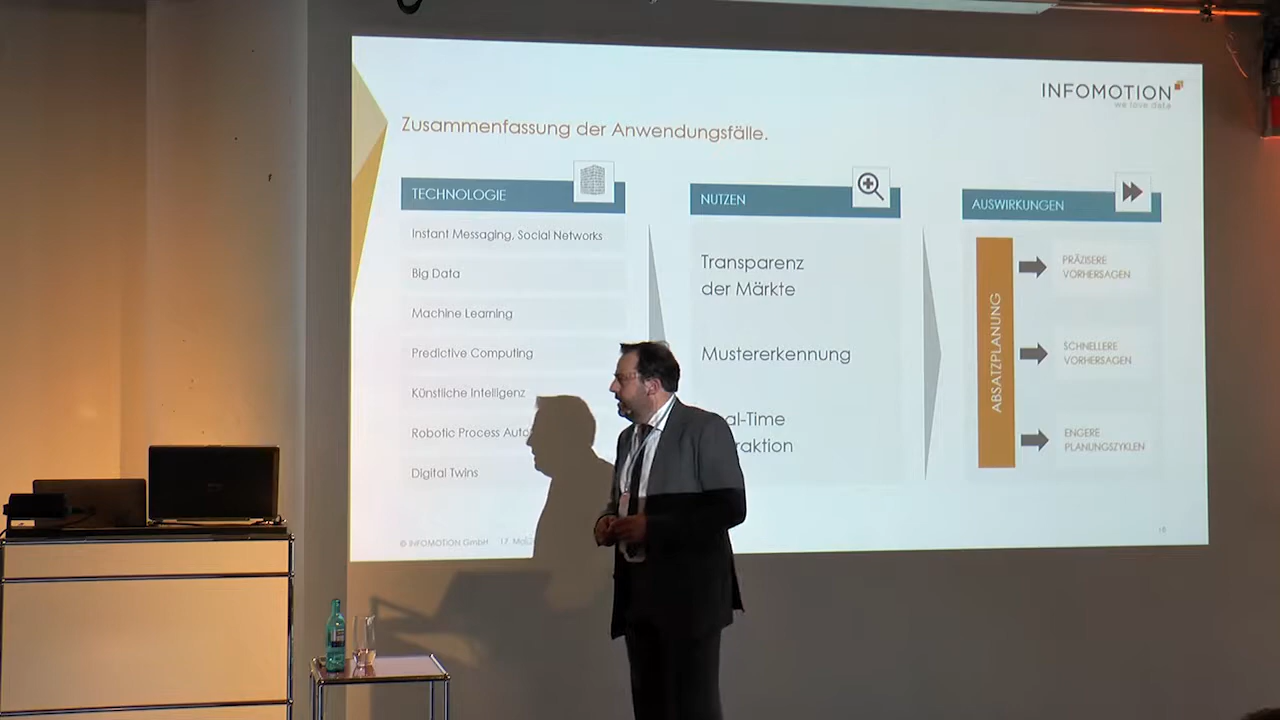 INFOMOTION
we love data
Zusammenfassung der Anwendungsfälle.
TECHNOLOGIE
Instant Messaging, Social Networks
Big Data
Machine Learning
Predictive Computing
Künstliche Intelligenz
Robotic Process
Digital Twins
NUTZEN
Transparenz
der Märkte
Mustererkennung
al-Time
raktion
AUSWIRKUNGEN
ABSATZPLANUNG
PRÄZISERE
VORHERSAGEN
SCHNELLERE
VORHERSAGEN
ENGERE
PLANUNGSZYKLEN
© INFOMOTION GmbH 17. Mai